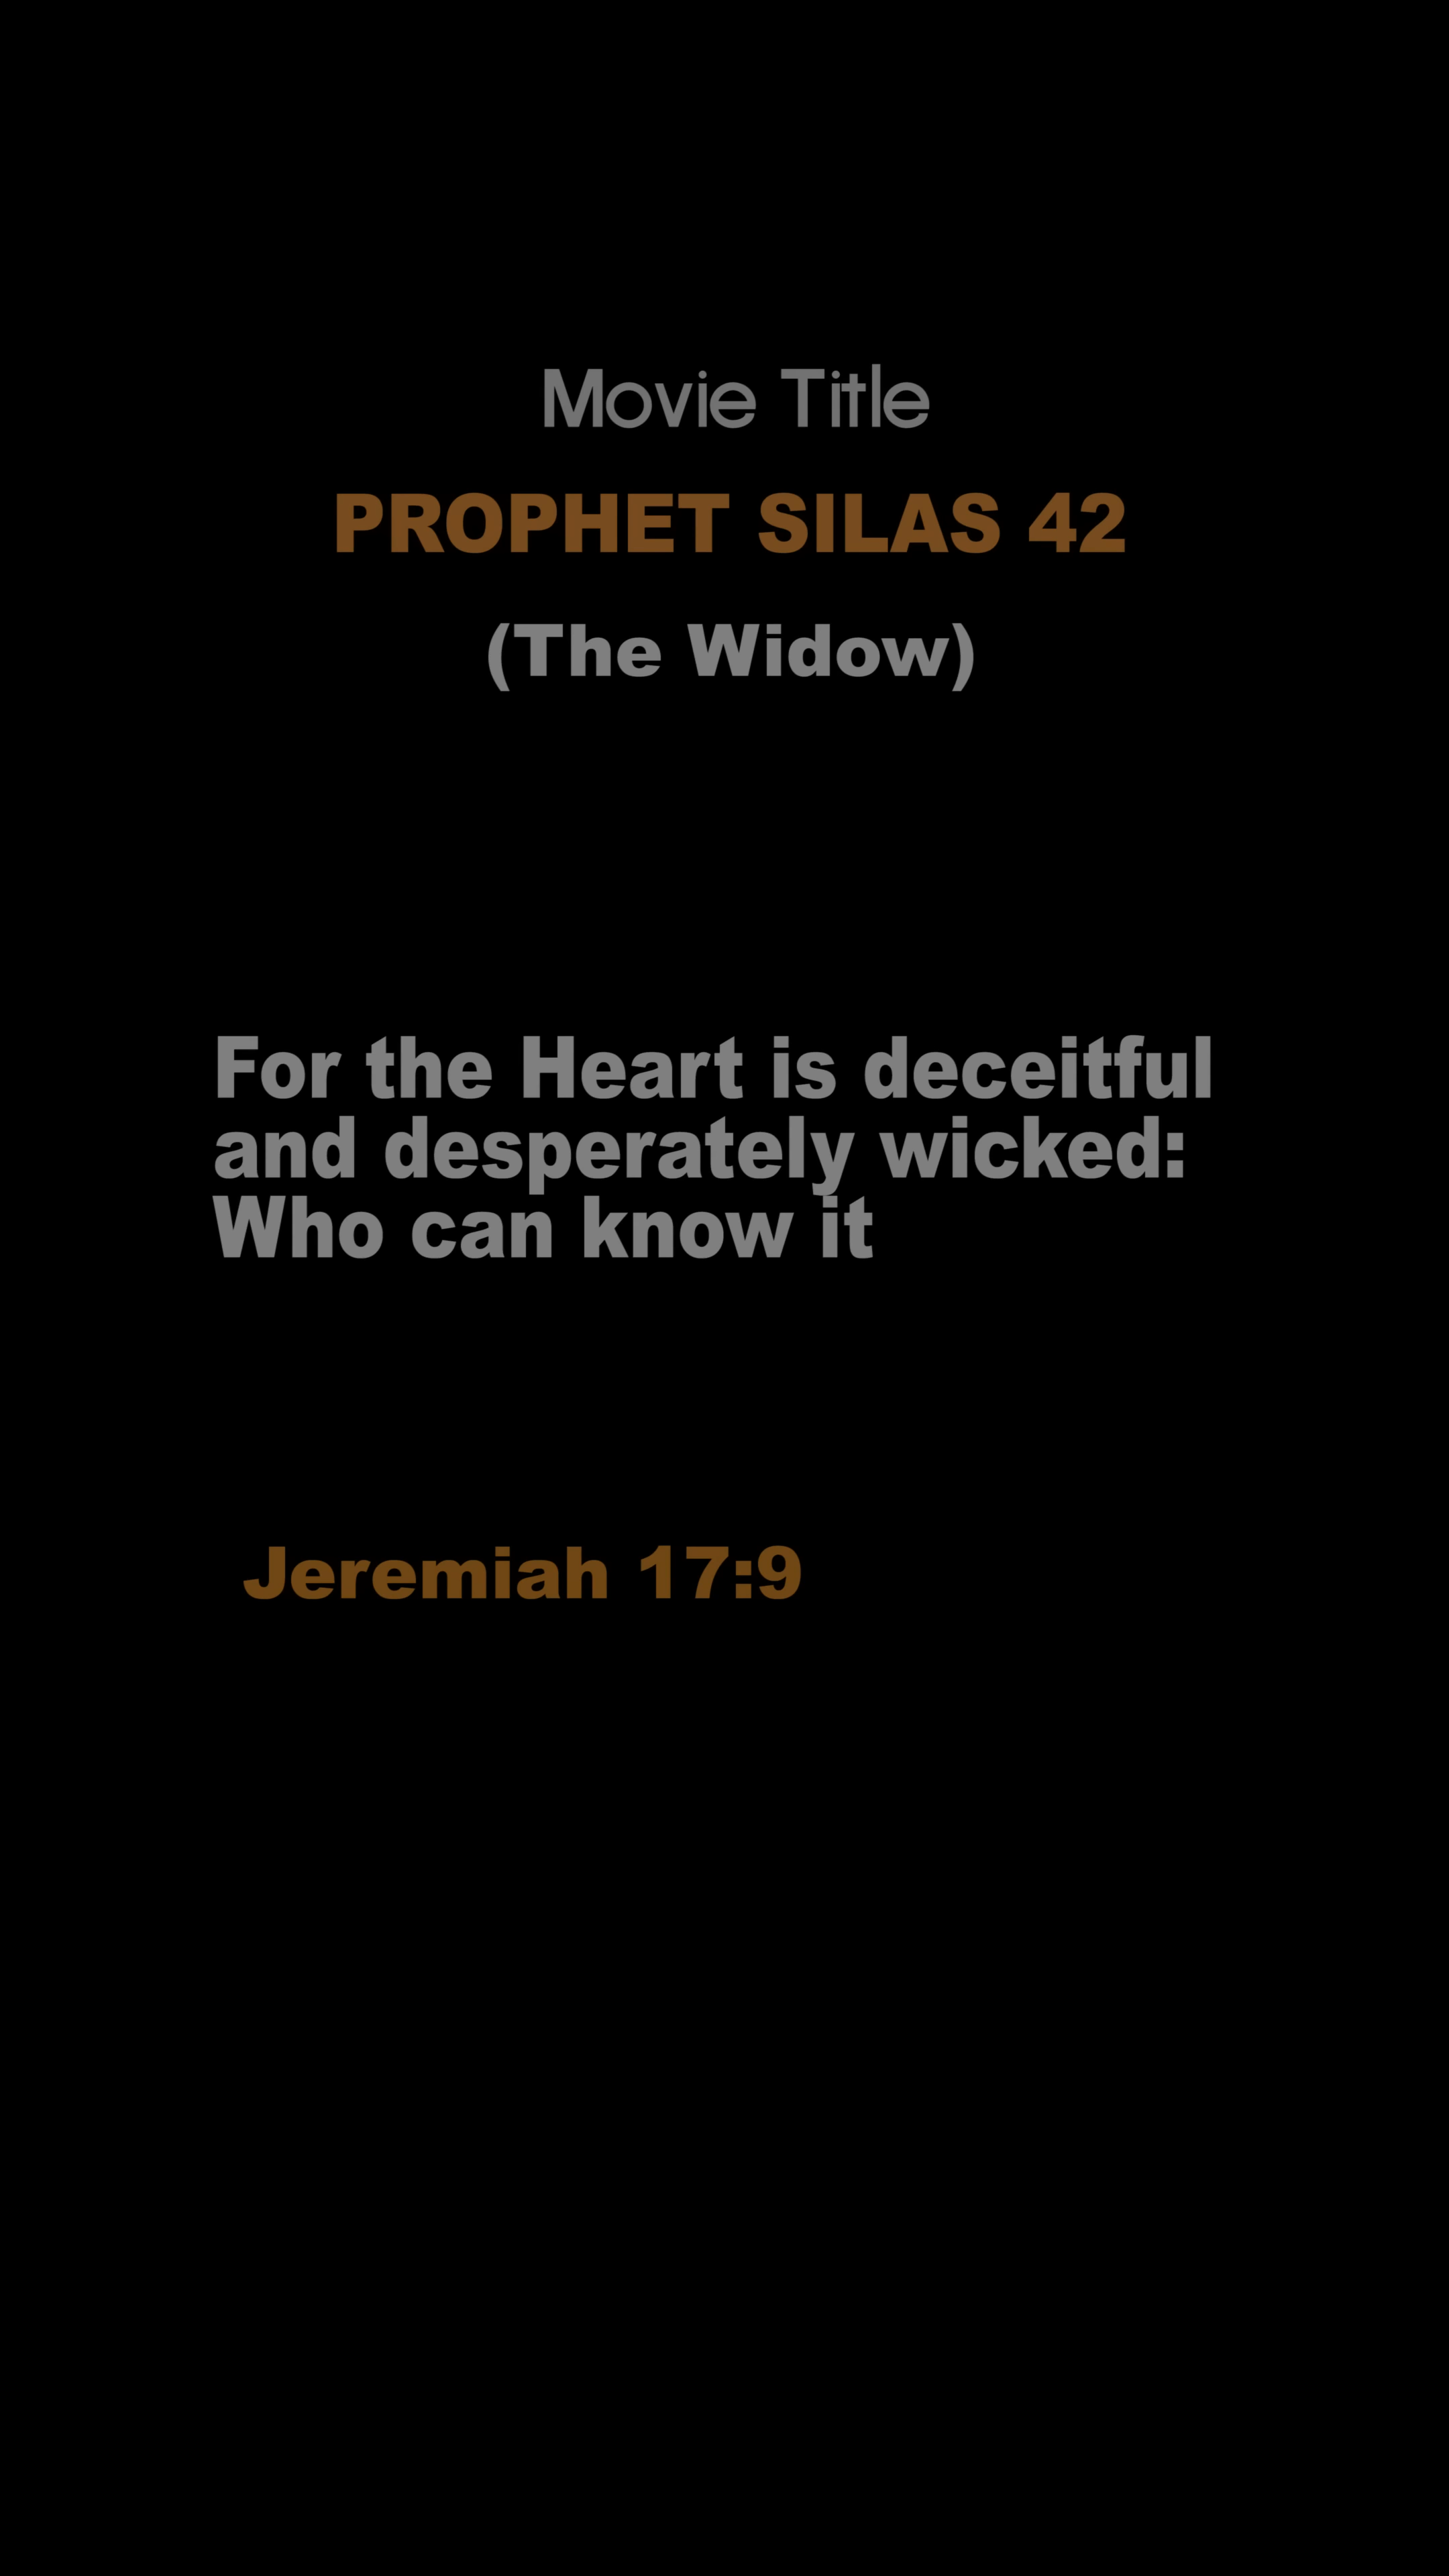 Movie Title
PROPHET SILAS 42
(The Widow)
For the Heart is deceitful
and desperately wicked:
Who can know it
Jeremiah 17:9